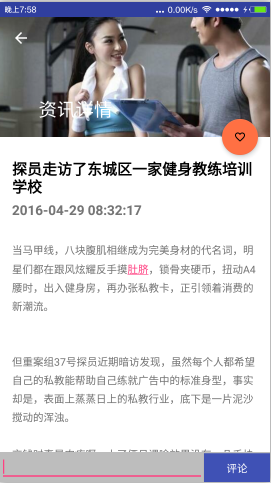 晚上7:58
0.00K/s
资讯详情
探员走访了东城区一家健身教练培训
学校
2016-04-29 08:32:17
当马甲线，八块腹肌相继成为完美身材的代名词，明
星们都在跟风炫耀反手摸肚脐，锁骨夹硬币，扭动A4
腰时，出入健身房，再办张私教卡，正引领着消费的
新潮流。
但重案组37号探员近期暗访发现，虽然每个人都希望
自己的私教能帮助自己练就广告中的标准身型，事实
却是，表面上蒸蒸日上的私教行业，底下是一片泥沙
搅动的浑浊。
评论